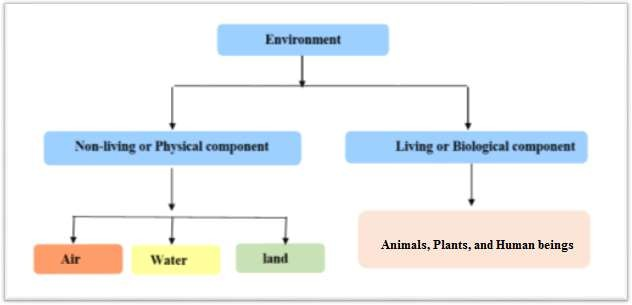 Environment
Non-living or Physical component
Living or Biological component
Air
Water
land
Animals, Plants, and Human beings